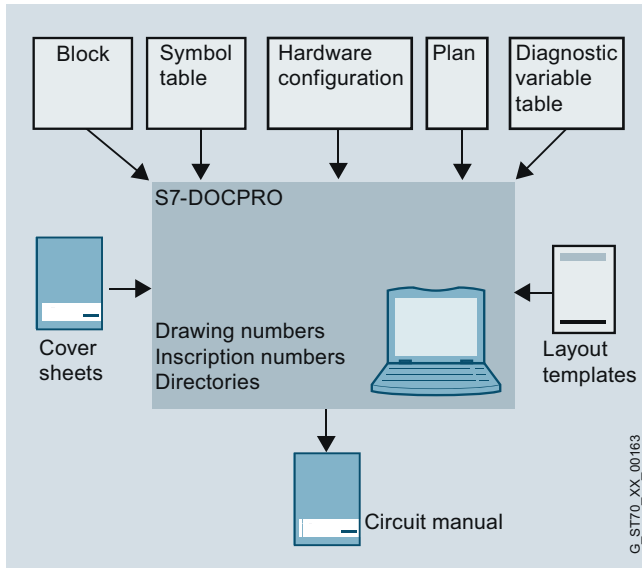 Block
Symbol
table
Hardware
configuration
Plan
Diagnostic
variable
table
S7-DOCPRO
Cover
sheets
Drawing numbers
Inscription numbers
Directories
Layout
templates
Circuit manual
G_ST70_XX_00163